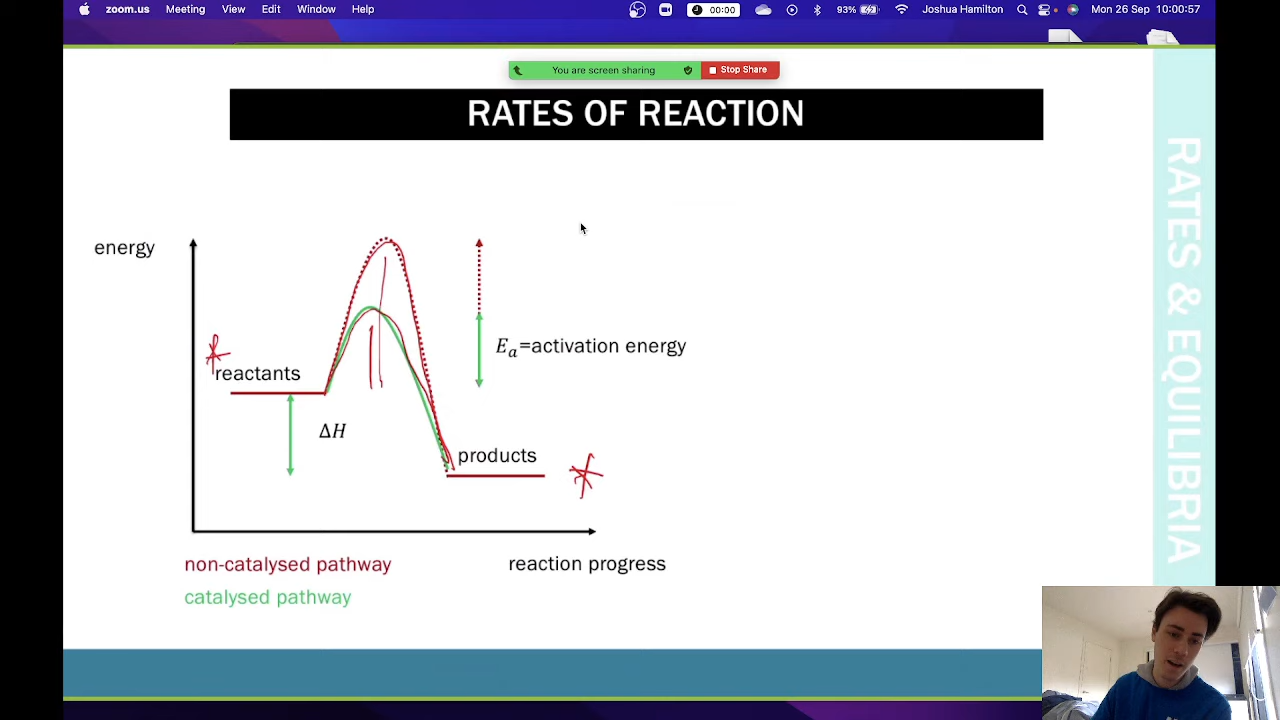 zoom.us Meeting View Edit Window Help 00:00 93% Joshua Hamilton Mon 26 Sep 10:00:57
You are screen sharing Stop Share
RATES OF REACTION
energy
reactants
Eₐ=activation energy
ΔH
products
non-catalysed pathway
reaction progress
catalysed pathway
RATES & EQUILIBRIA